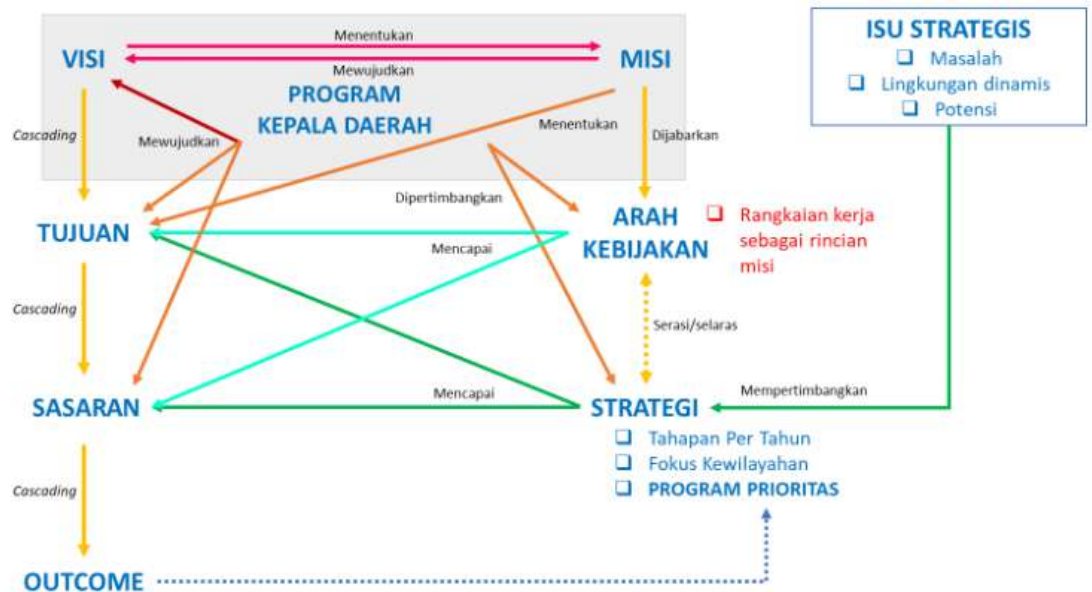 ISU STRATEGIS
❑ Masalah
❑ Lingkungan dinamis
❑ Potensi
VISI
Menentukan
MISI
Mewujudkan
PROGRAM
KEPALA DAERAH
Cascading
Mewujudkan
Menentukan
Dijabarkan
Dipertimbangkan
TUJUAN
Mencapai
ARAH
KEBIJAKAN
❑ Rangkaian kerja
sebagai rincian
misi
Cascading
Serasi/selaras
SASARAN
Mencapai
STRATEGI
Mempertimbangkan
❑ Tahapan Per Tahun
❑ Fokus Kewilayahan
❑ PROGRAM PRIORITAS
Cascading
OUTCOME